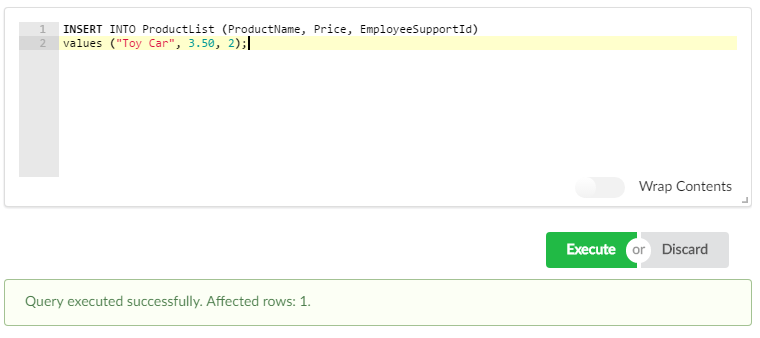 1 INSERT INTO ProductList (ProductName, Price, EmployeeSupportId)
2 values ("Toy Car", 3.50, 2);
Wrap Contents
Execute or Discard
Query executed successfully. Affected rows: 1.